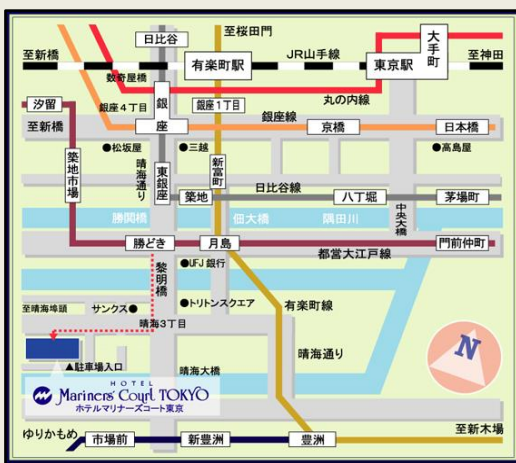 至桜田門
日比谷
大手町
至新橋
有楽町駅
JR山手線
東京駅
至神田
数奇屋橋
丸の内線
汐留
銀座4丁目
銀座
銀座1丁目
銀座線
至新橋
京橋
日本橋
●松坂屋
●三越
●高島屋
築地市場
晴海通り
東銀座
新富町
日比谷線
築地
八丁堀
茅場町
勝関橋
佃大橋
隅田川
中央大橋
勝どき
月島
都営大江戸線
門前仲町
黎明橋
●UFJ銀行
至晴海埠頭
サンクス●
●トリトンスクエア
有楽町線
晴海3丁目
晴海通り
N
▲駐車場入口
晴海大橋
HOTEL
Mariners' Court TOKYO
ホテルマリナーズコート東京
至新木場
ゆりかもめ
市場前
新豊洲
豊洲